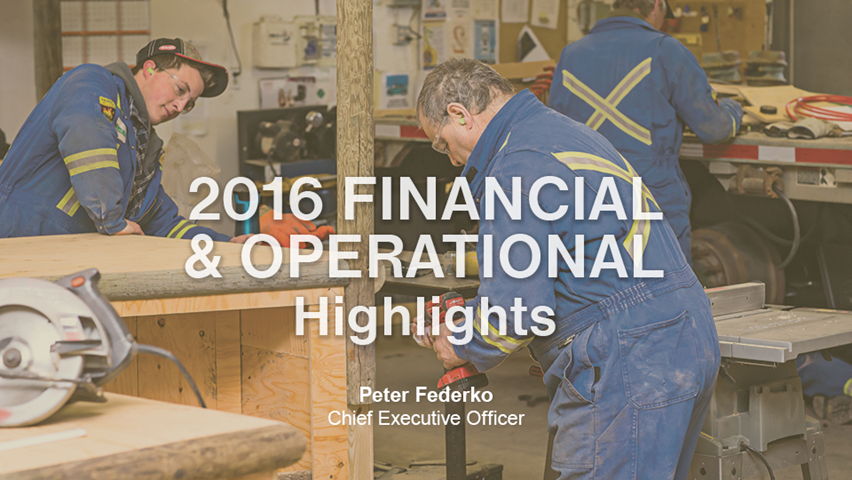 2016 FINANCIAL
& OPERATIONAL
Highlights
Peter Federko
Chief Executive Officer